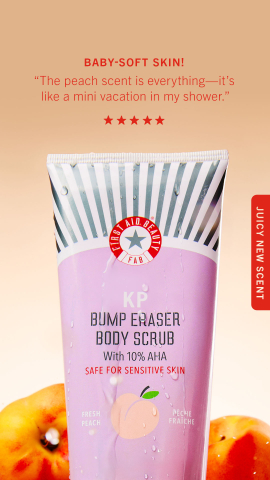 BABY-SOFT SKIN!
“The peach scent is everything—it’s
like a mini vacation in my shower.”
JUICY NEW SCENT
FIRST AID BEAUTY
FAB
KP
BUMP ERASER
BODY SCRUB
With 10% AHA
SAFE FOR SENSITIVE SKIN
FRESH
PEACH
PÊCHE
FRAÎCHE